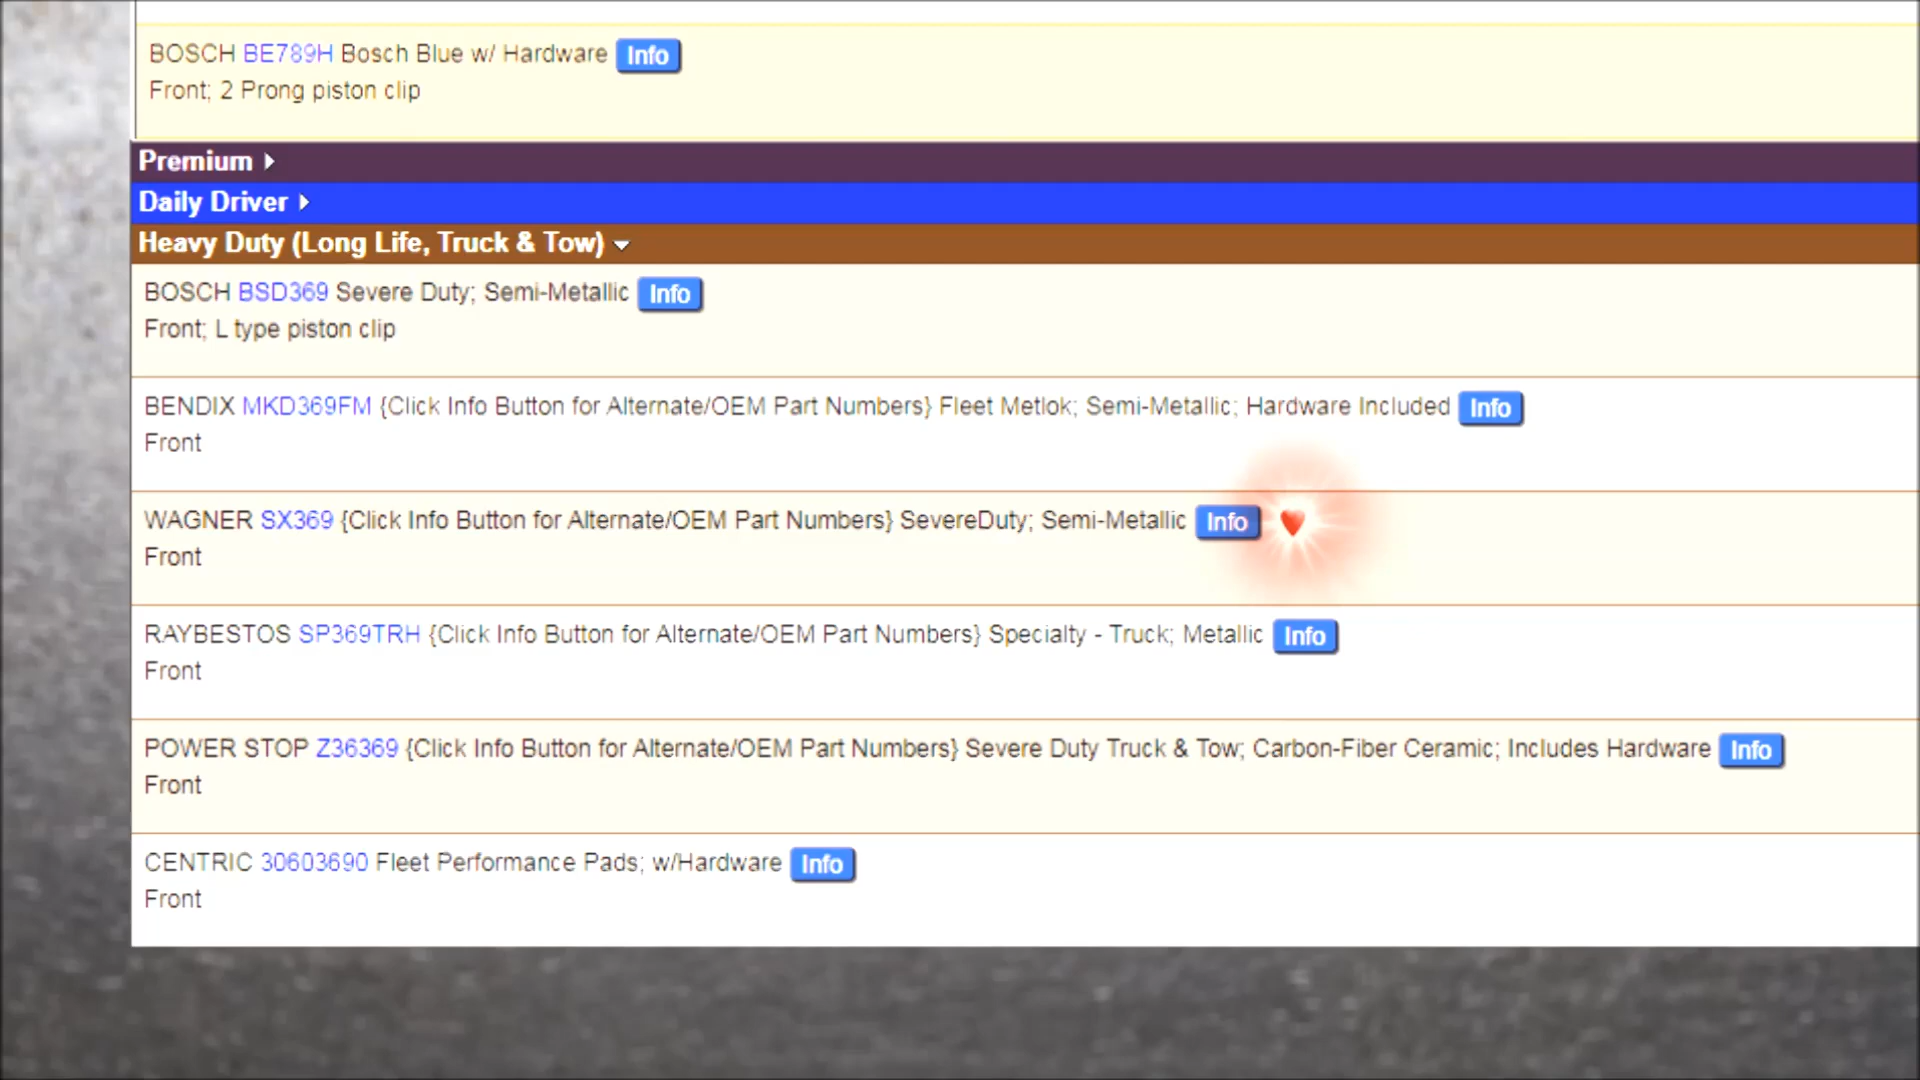 BOSCH BE789H Bosch Blue w/ Hardware Info
Front; 2 Prong piston clip
Premium
Daily Driver
Heavy Duty (Long Life, Truck & Tow)
BOSCH BSD369 Severe Duty; Semi-Metallic Info
Front; L type piston clip
BENDIX MKD369FM {Click Info Button for Alternate/OEM Part Numbers} Fleet Metlok; Semi-Metallic; Hardware Included Info
Front
WAGNER SX369 {Click Info Button for Alternate/OEM Part Numbers} SevereDuty; Semi-Metallic Info
Front
RAYBESTOS SP369TRH {Click Info Button for Alternate/OEM Part Numbers} Specialty - Truck; Metallic Info
Front
POWER STOP Z36369 {Click Info Button for Alternate/OEM Part Numbers} Severe Duty Truck & Tow; Carbon-Fiber Ceramic; Includes Hardware Info
Front
CENTRIC 30603690 Fleet Performance Pads; w/Hardware Info
Front